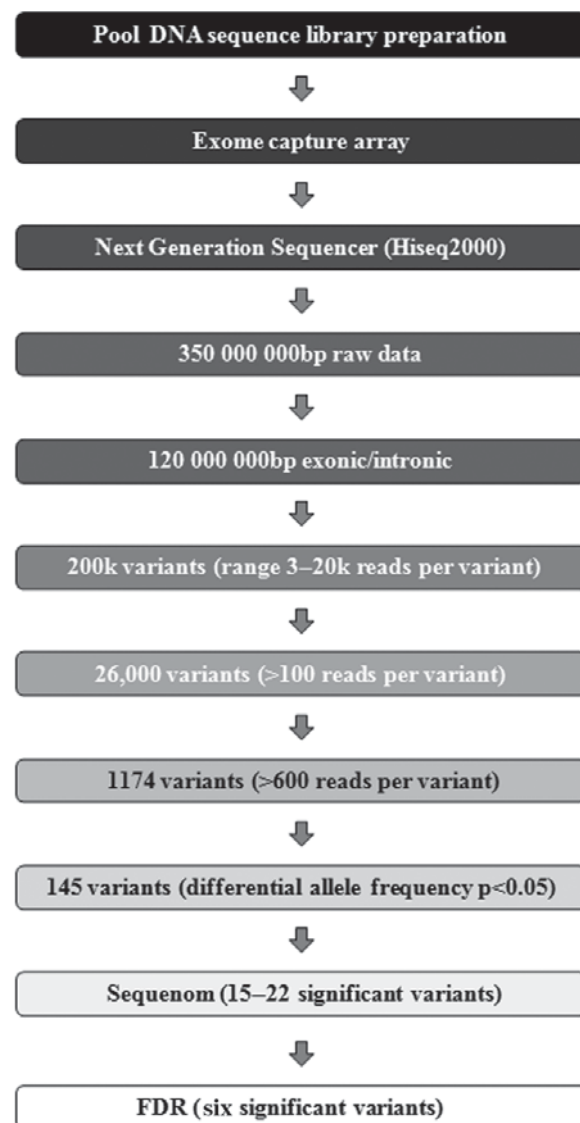 Pool DNA sequence library preparation
Exome capture array
Next Generation Sequencer (Hiseq2000)
350 000 000bp raw data
120 000 000bp exonic/intronic
200k variants (range 3–20k reads per variant)
26,000 variants (>100 reads per variant)
1174 variants (>600 reads per variant)
145 variants (differential allele frequency p<0.05)
Sequenom (15–22 significant variants)
FDR (six significant variants)